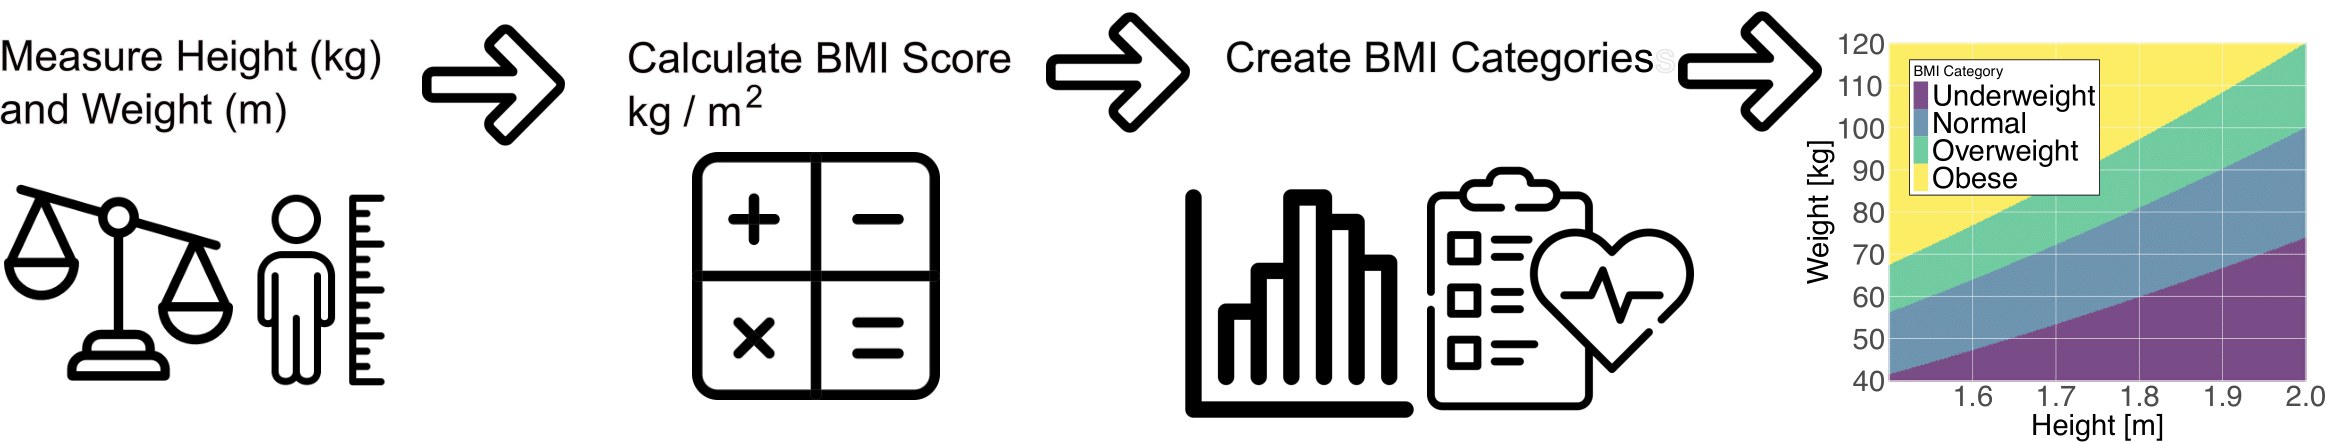 Measure Height (kg)
and Weight (m)
Calculate BMI Score
kg / m²
Create BMI Categoriess
BMI Category
Underweight
Normal
Overweight
Obese
Weight [kg]
120
110
100
90
80
70
60
50
40
1.6 1.7 1.8 1.9 2.0
Height [m]